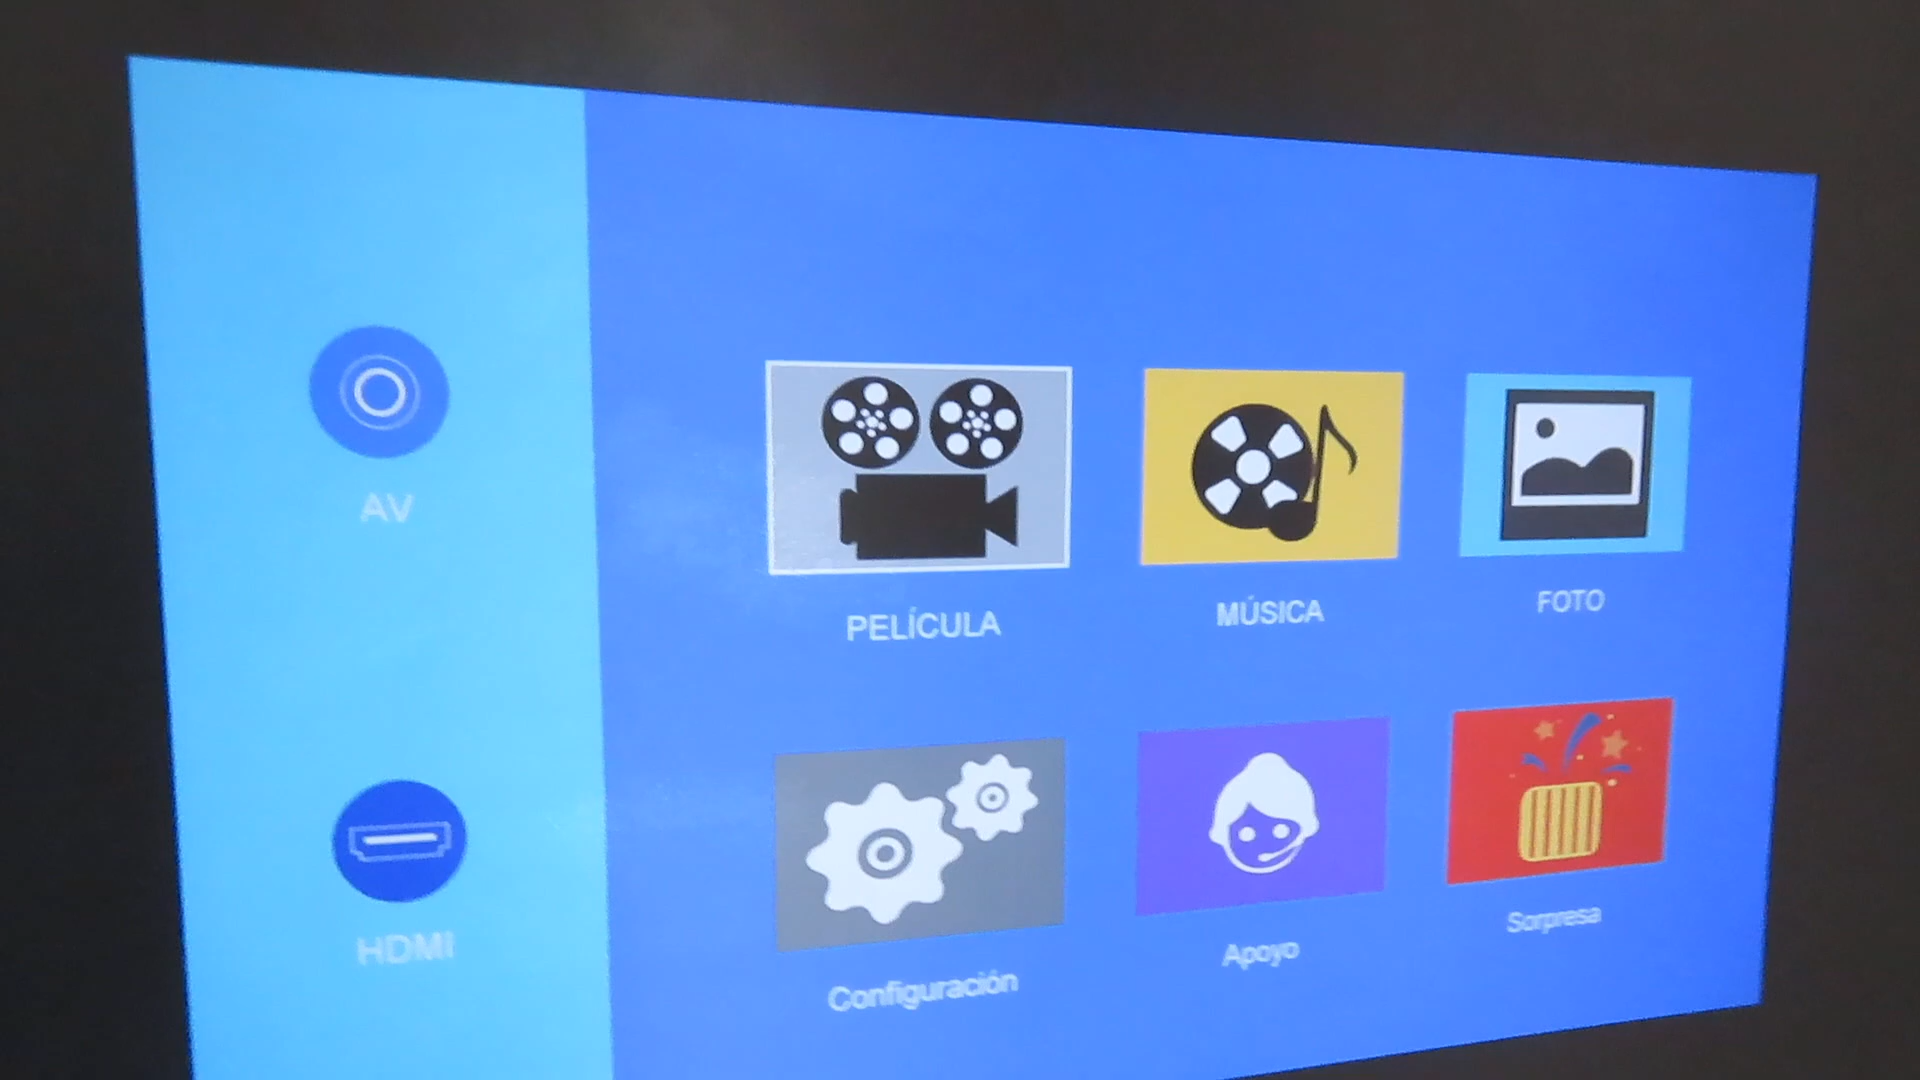 AV
HDMI
PELÍCULA
MÚSICA
FOTO
Configuración
Apoyo
Sorpresa